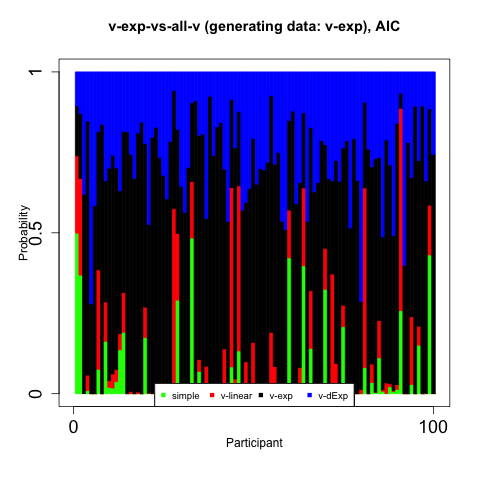 v-exp-vs-all-v (generating data: v-exp), AIC
1
0.5
0
Probability
simple v-linear v-exp v-dExp
0 100
Participant